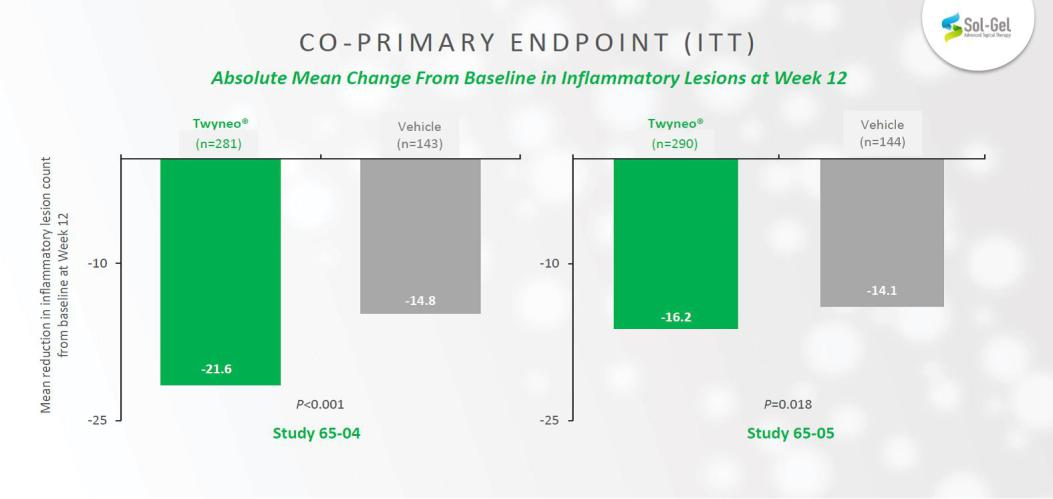 Sol-Gel
Advanced Topical Therapy
CO-PRIMARY ENDPOINT (ITT)
Absolute Mean Change From Baseline in Inflammatory Lesions at Week 12
Mean reduction in inflammatory lesion count
from baseline at Week 12
Twyneo®
(n=281)
Vehicle
(n=143)
-10
-14.8
-21.6
P<0.001
-25
Study 65-04
Twyneo®
(n=290)
Vehicle
(n=144)
-10
-14.1
-16.2
P=0.018
-25
Study 65-05